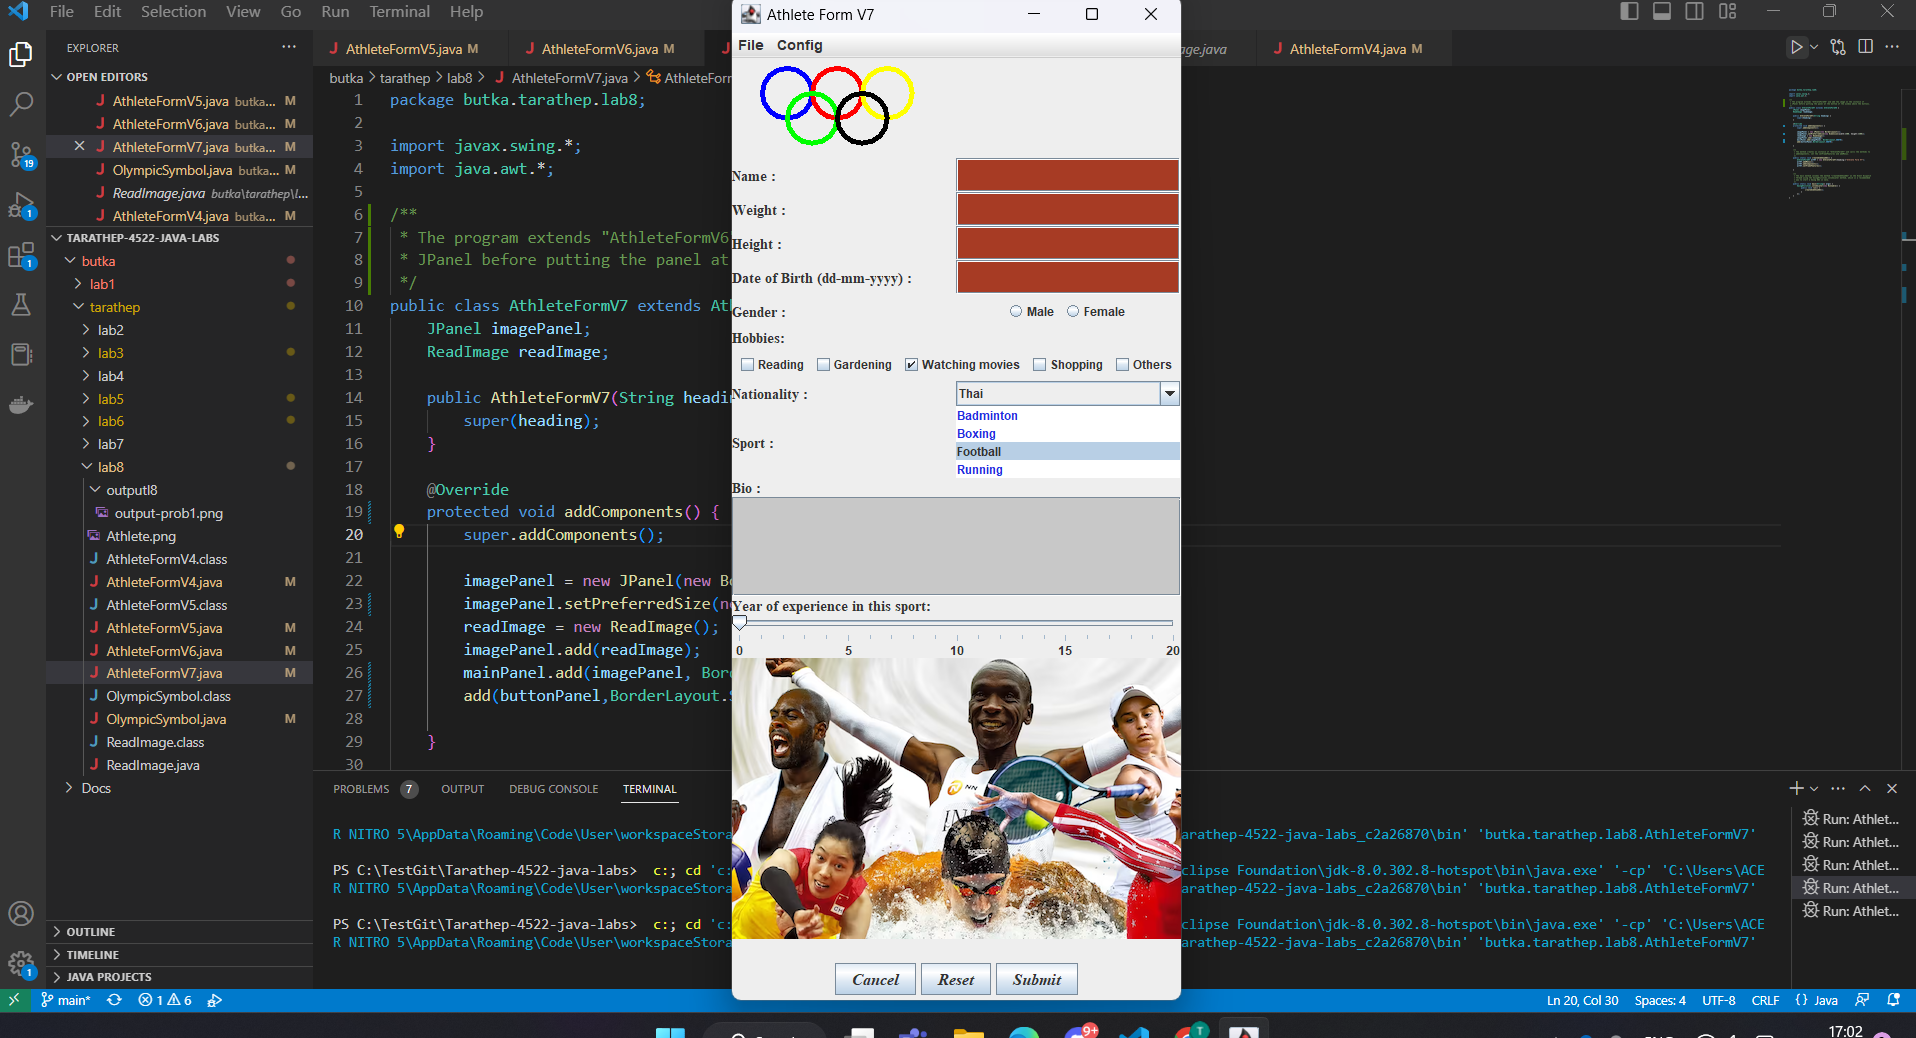 File Edit Selection View Go Run Terminal Help
EXPLORER
OPEN EDITORS
AthleteFormV5.java butka... M
AthleteFormV6.java butka... M
AthleteFormV7.java butka... M
OlympicSymbol.java butka... M
ReadImage.java butka\tarathep\l...
AthleteFormV4.java butka... M
TARATHEP-4522-JAVA-LABS
butka
lab1
tarathep
lab2
lab3
lab4
lab5
lab6
lab7
lab8
outputl8
output-prob1.png
Athlete.png
AthleteFormV4.class
AthleteFormV4.java M
AthleteFormV5.class
AthleteFormV5.java M
AthleteFormV6.java M
AthleteFormV7.java M
OlympicSymbol.class
OlympicSymbol.java M
ReadImage.class
ReadImage.java
Docs
OUTLINE
TIMELINE
JAVA PROJECTS
19
1
1
1
AthleteFormV5.java M AthleteFormV6.java M age.java AthleteFormV4.java M
butka > tarathep > lab8 > AthleteFormV7.java > AthleteForm
1 package butka.tarathep.lab8;
2
3 import javax.swing.*;
4 import java.awt.*;
5
6 /**
7 * The program extends "AthleteFormV6
8 * JPanel before putting the panel at
9 */
10 public class AthleteFormV7 extends At
11 JPanel imagePanel;
12 ReadImage readImage;
13
14 public AthleteFormV7(String headin
15 super(heading);
16 }
17
18 @Override
19 protected void addComponents() {
20 super.addComponents();
21
22 imagePanel = new JPanel(new Bo
23 imagePanel.setPreferredSize(ne
24 readImage = new ReadImage();
25 imagePanel.add(readImage);
26 mainPanel.add(imagePanel, Bor
27 add(buttonPanel,BorderLayout.S
28
29 }
30
Athlete Form V7
File Config
Name :
Weight :
Height :
Date of Birth (dd-mm-yyyy) :
Gender : Male Female
Hobbies:
Reading Gardening Watching movies Shopping Others
Nationality : Thai
Sport :
Badminton
Boxing
Football
Running
Bio :
Year of experience in this sport:
0 5 10 15 20
NN
speedo
Cancel Reset Submit
PROBLEMS 7 OUTPUT DEBUG CONSOLE TERMINAL
R NITRO 5\AppData\Roaming\Code\User\workspaceStora arathep-4522-java-labs_c2a26870\bin' 'butka.tarathep.lab8.AthleteFormV7'
PS C:\TestGit\Tarathep-4522-java-labs> c:; cd 'c: clipse Foundation\jdk-8.0.302.8-hotspot\bin\java.exe' '-cp' 'C:\Users\ACE
R NITRO 5\AppData\Roaming\Code\User\workspaceStora arathep-4522-java-labs_c2a26870\bin' 'butka.tarathep.lab8.AthleteFormV7'
PS C:\TestGit\Tarathep-4522-java-labs> c:; cd 'c: clipse Foundation\jdk-8.0.302.8-hotspot\bin\java.exe' '-cp' 'C:\Users\ACE
R NITRO 5\AppData\Roaming\Code\User\workspaceStora arathep-4522-java-labs_c2a26870\bin' 'butka.tarathep.lab8.AthleteFormV7'
Run: Athlet...
Run: Athlet...
Run: Athlet...
Run: Athlet...
Run: Athlet...
main* 1 6
Ln 20, Col 30 Spaces: 4 UTF-8 CRLF {} Java
9+ T 17:02